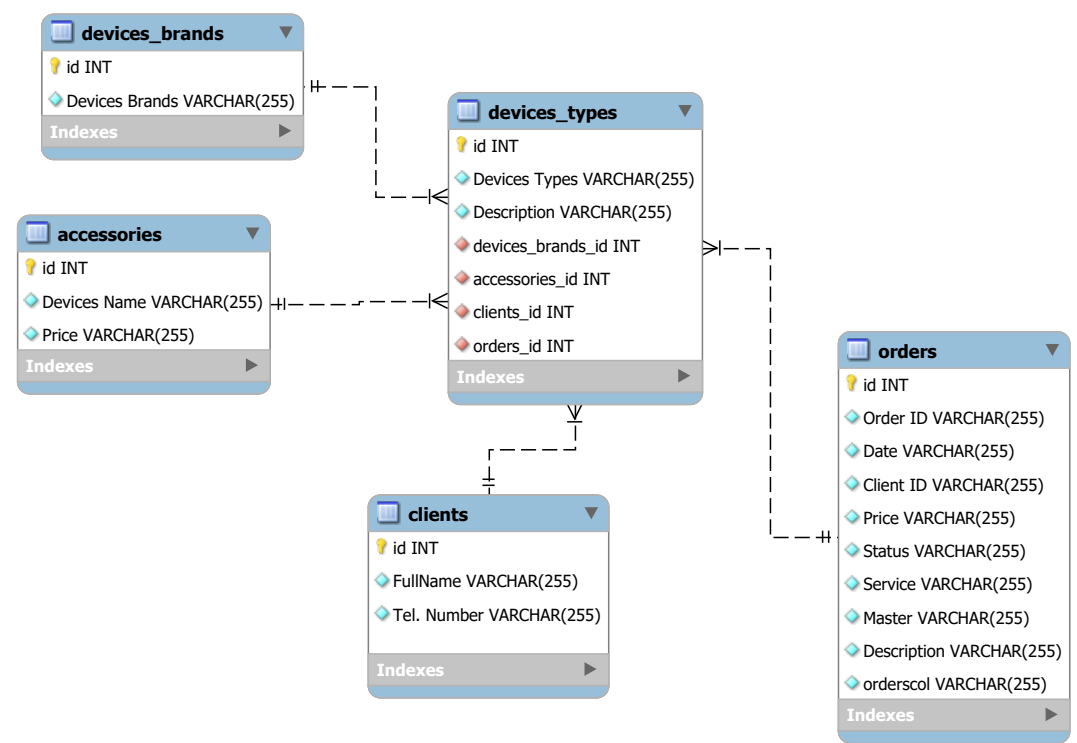 devices_brands
id INT
Devices Brands VARCHAR(255)
Indexes
devices_types
id INT
Devices Types VARCHAR(255)
Description VARCHAR(255)
devices_brands_id INT
accessories_id INT
clients_id INT
orders_id INT
Indexes
accessories
id INT
Devices Name VARCHAR(255)
Price VARCHAR(255)
Indexes
clients
id INT
FullName VARCHAR(255)
Tel. Number VARCHAR(255)
Indexes
orders
id INT
Order ID VARCHAR(255)
Date VARCHAR(255)
Client ID VARCHAR(255)
Price VARCHAR(255)
Status VARCHAR(255)
Service VARCHAR(255)
Master VARCHAR(255)
Description VARCHAR(255)
orderscol VARCHAR(255)
Indexes